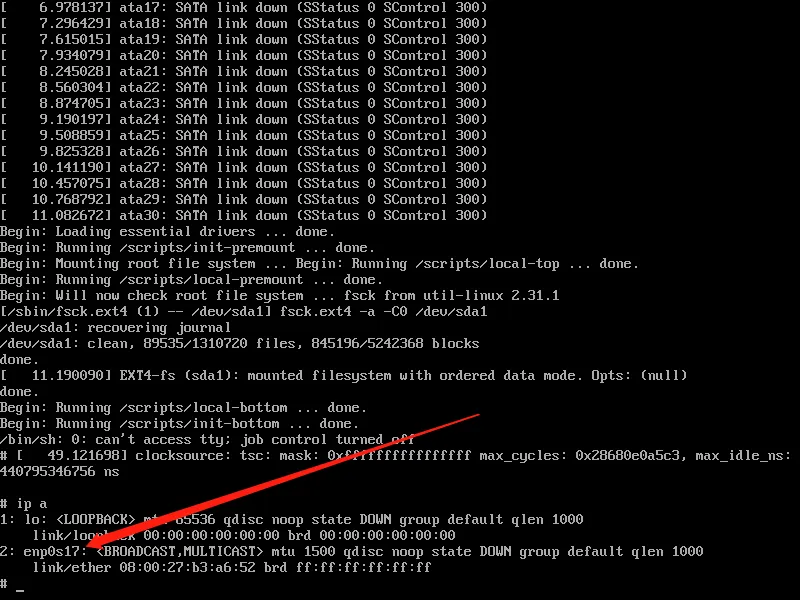 [    6.978137] ata17: SATA link down (SStatus 0 SControl 300)
[    7.296429] ata18: SATA link down (SStatus 0 SControl 300)
[    7.615015] ata19: SATA link down (SStatus 0 SControl 300)
[    7.934079] ata20: SATA link down (SStatus 0 SControl 300)
[    8.245028] ata21: SATA link down (SStatus 0 SControl 300)
[    8.560304] ata22: SATA link down (SStatus 0 SControl 300)
[    8.874705] ata23: SATA link down (SStatus 0 SControl 300)
[    9.190197] ata24: SATA link down (SStatus 0 SControl 300)
[    9.508859] ata25: SATA link down (SStatus 0 SControl 300)
[    9.825328] ata26: SATA link down (SStatus 0 SControl 300)
[   10.141190] ata27: SATA link down (SStatus 0 SControl 300)
[   10.457075] ata28: SATA link down (SStatus 0 SControl 300)
[   10.768792] ata29: SATA link down (SStatus 0 SControl 300)
[   11.082672] ata30: SATA link down (SStatus 0 SControl 300)
Begin: Loading essential drivers ... done.
Begin: Running /scripts/init-premount ... done.
Begin: Mounting root file system ... Begin: Running /scripts/local-top ... done.
Begin: Running /scripts/local-premount ... done.
Begin: Will now check root file system ... fsck from util-linux 2.31.1
[/sbin/fsck.ext4 (1) -- /dev/sda1] fsck.ext4 -a -C0 /dev/sda1
/dev/sda1: recovering journal
/dev/sda1: clean, 89535/1310720 files, 845196/5242368 blocks
done.
[   11.190090] EXT4-fs (sda1): mounted filesystem with ordered data mode. Opts: (null)
done.
Begin: Running /scripts/local-bottom ... done.
Begin: Running /scripts/init-bottom ... done.
/bin/sh: 0: can't access tty; job control turned off
# [   49.121698] clocksource: tsc: mask: 0xffffffffffffffff max_cycles: 0x28680e0a5c3, max_idle_ns:
440795346756 ns
# ip a
1: lo: <LOOPBACK> mtu 65536 qdisc noop state DOWN group default qlen 1000
link/loopback 00:00:00:00:00:00 brd 00:00:00:00:00:00
2: enp0s17: <BROADCAST,MULTICAST> mtu 1500 qdisc noop state DOWN group default qlen 1000
link/ether 08:00:27:b3:a6:52 brd ff:ff:ff:ff:ff:ff
# _